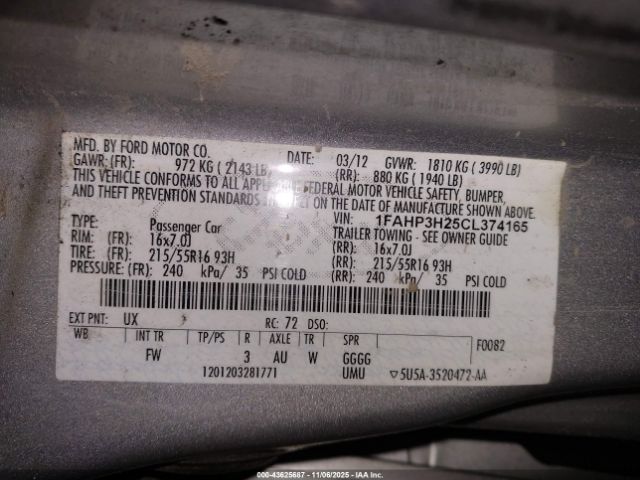 MFD. BY FORD MOTOR CO.
DATE: 03/12 GVWR: 1810 KG ( 3990 LB)
GAWR: (FR): 972 KG ( 2143 LB) (RR): 880 KG ( 1940 LB)
THIS VEHICLE CONFORMS TO ALL FEDERAL MOTOR VEHICLE SAFETY, BUMPER,
AND THEFT PREVENTION STANDARDS IN EFFECT ON THE DATE OF MANUFACTURE SHOWN ABOVE.
VIN: 1FAHP3H25CL374165
TYPE: Passenger Car TRAILER TOWING - SEE OWNER GUIDE
RIM: (FR): 16x7.0J (RR): 16x7.0J
TIRE: (FR): 215/55R16 93H (RR): 215/55R16 93H
PRESSURE: (FR): 240 kPa/ 35 PSI COLD (RR): 240 kPa/ 35 PSI COLD
EXT PNT: UX RC: 72 DSO:
WB INT TR TP/PS R AXLE TR SPR F0082
FW 3 AU W GGGG
1201203281771 UMU ▽5U5A-3520472-AA
000-43625687 - 11/06/2025 - IAA Inc.